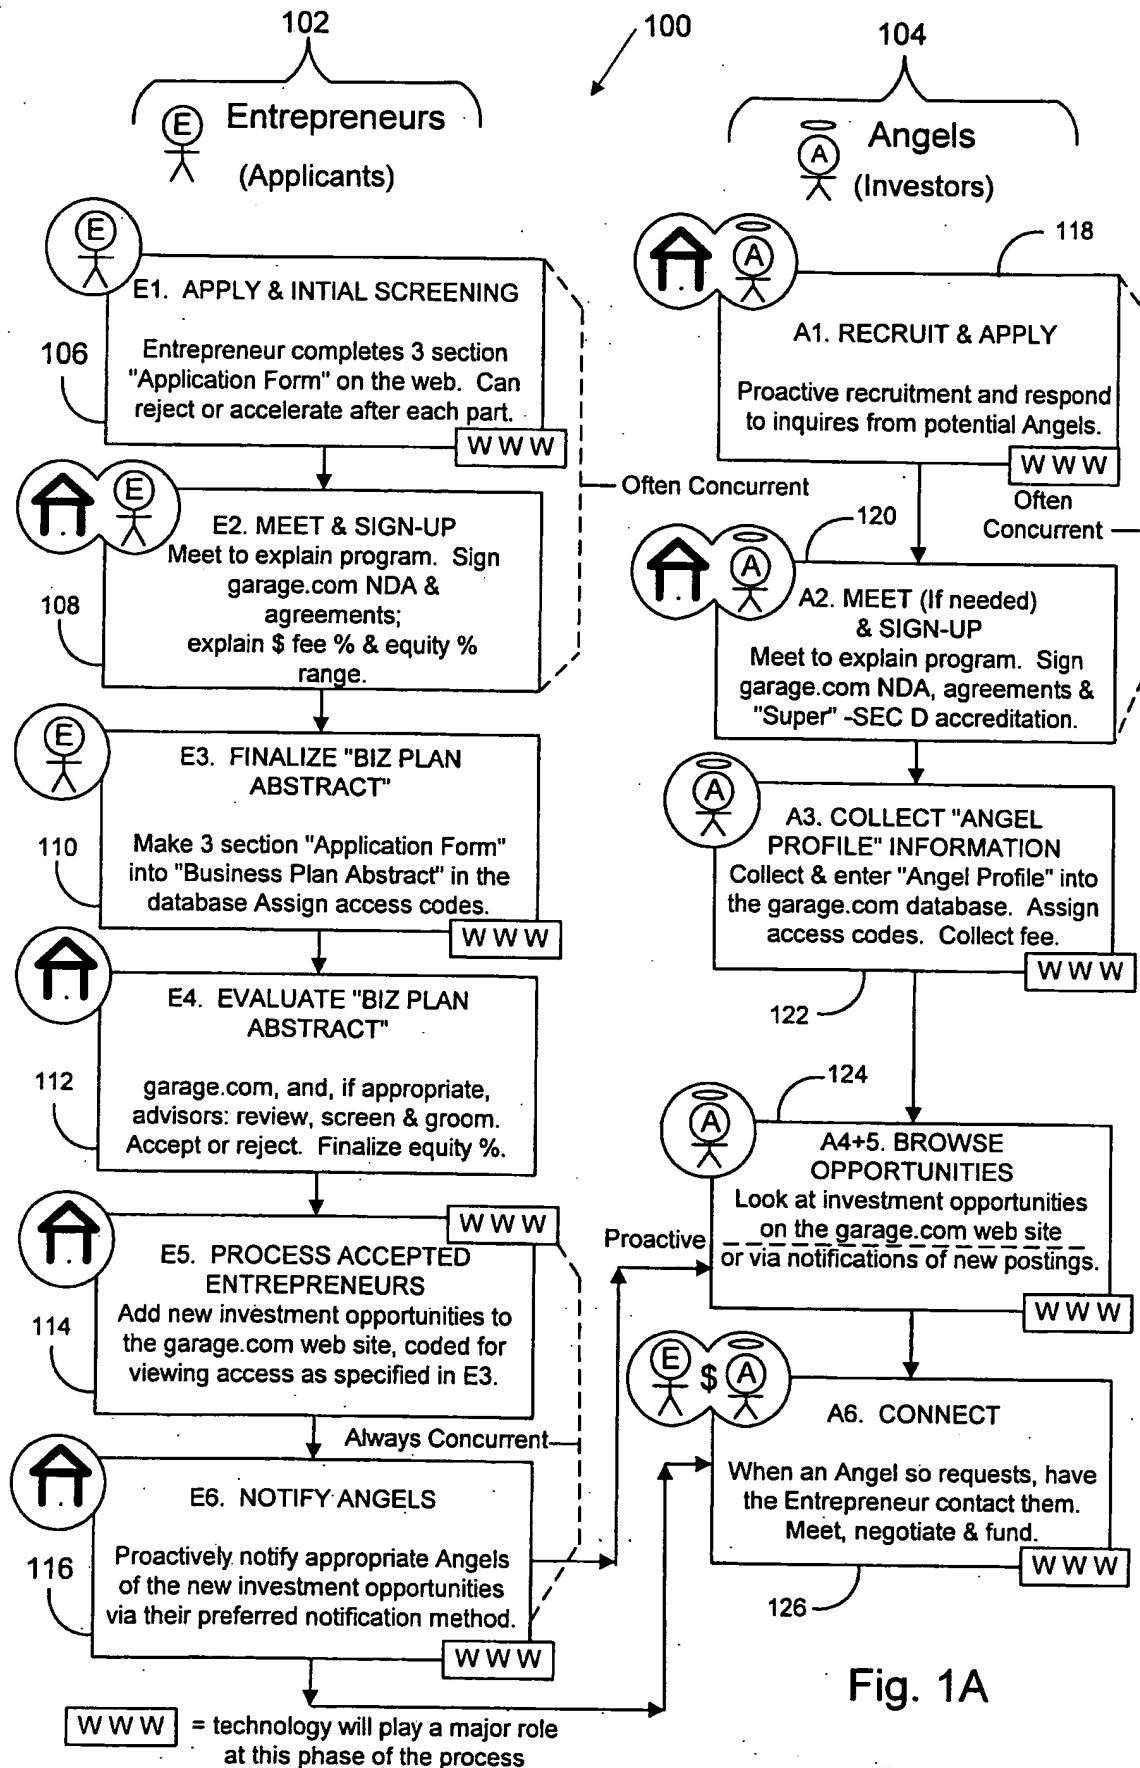 102
100
104
E
Entrepreneurs
(Applicants)
A
Angels
(Investors)
E
E1. APPLY & INTIAL SCREENING
106
Entrepreneur completes 3 section
"Application Form" on the web. Can
reject or accelerate after each part.
W W W
E
E2. MEET & SIGN-UP
Meet to explain program. Sign
garage.com NDA &
agreements;
explain $ fee % & equity %
range.
108
Often Concurrent
E
E3. FINALIZE "BIZ PLAN
ABSTRACT"
110
Make 3 section "Application Form"
into "Business Plan Abstract" in the
database Assign access codes.
W W W
E4. EVALUATE "BIZ PLAN
ABSTRACT"
112
garage.com, and, if appropriate,
advisors: review, screen & groom.
Accept or reject. Finalize equity %.
W W W
E5. PROCESS ACCEPTED
ENTREPRENEURS
114
Add new investment opportunities to
the garage.com web site, coded for
viewing access as specified in E3.
Always Concurrent
E6. NOTIFY ANGELS
116
Proactively notify appropriate Angels
of the new investment opportunities
via their preferred notification method.
W W W
A
118
A1. RECRUIT & APPLY
Proactive recruitment and respond
to inquires from potential Angels.
W W W
Often
Concurrent
120
A
A2. MEET (If needed)
& SIGN-UP
Meet to explain program. Sign
garage.com NDA, agreements &
"Super" -SEC D accreditation.
A
A3. COLLECT "ANGEL
PROFILE" INFORMATION
Collect & enter "Angel Profile" into
the garage.com database. Assign
access codes. Collect fee.
W W W
122
124
A
A4+5. BROWSE
OPPORTUNITIES
Look at investment opportunities
on the garage.com web site
or via notifications of new postings.
Proactive
W W W
E $ A
A6. CONNECT
When an Angel so requests, have
the Entrepreneur contact them.
Meet, negotiate & fund.
W W W
126
Fig. 1A
W W W = technology will play a major role
at this phase of the process